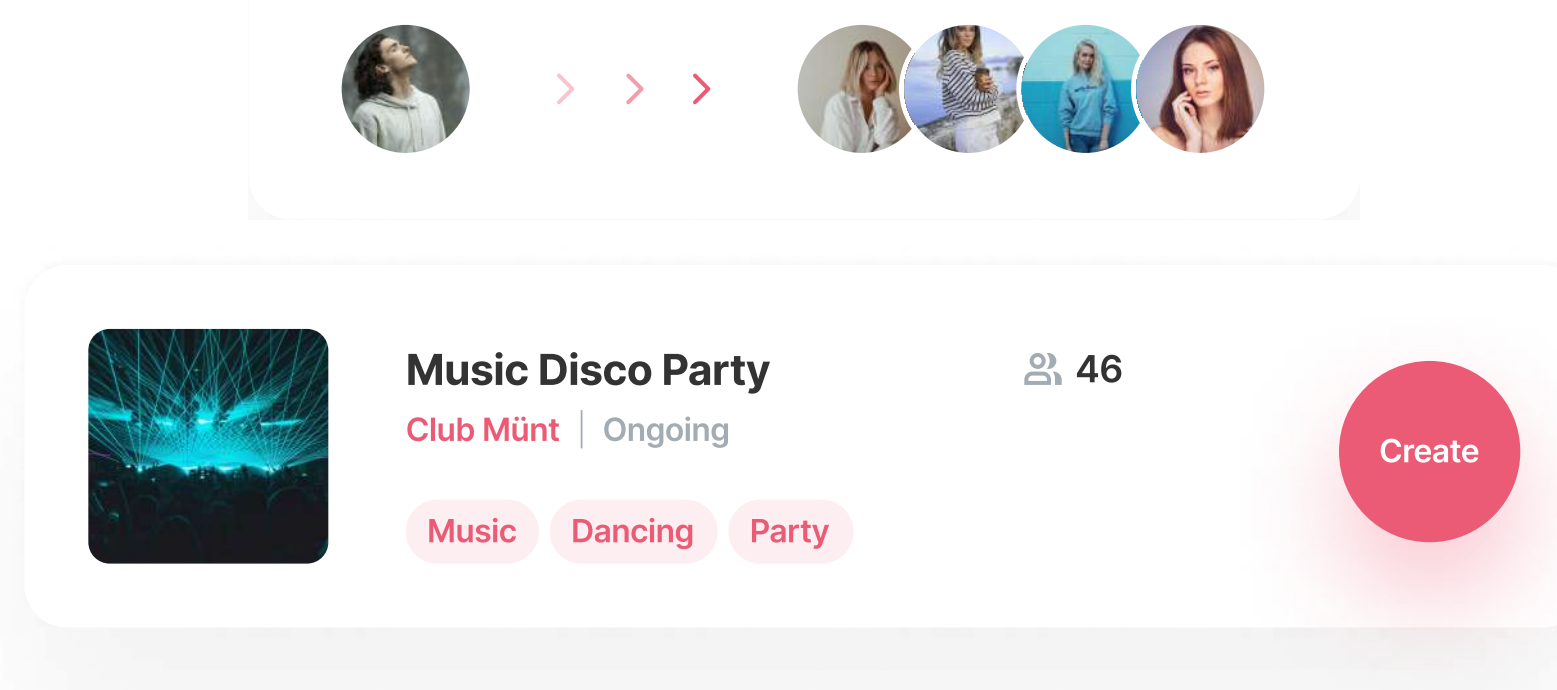 Music Disco Party
46
Club Münt | Ongoing
Create
Music Dancing Party